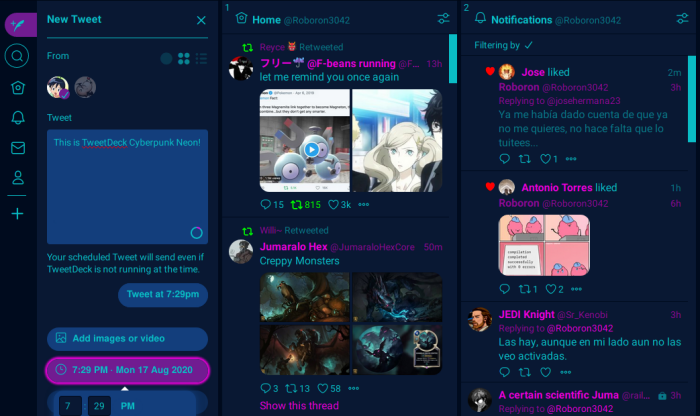 New Tweet
From
Tweet
This is TweetDeck Cyberpunk Neon!
Your scheduled Tweet will send even if
TweetDeck is not running at the time.
Tweet at 7:29pm
Add images or video
7:29 PM · Mon 17 Aug 2020
7 29 PM
1
Home @Roboron3042
Reyce 👹 Retweeted
フリー☔ @F-beans running @F... 13h
let me remind you once again
15 815 3k
Willi~ Retweeted
Jumaralo Hex @JumaraloHexCore 50m
Creppy Monsters
3 13 58
Show this thread
2
Notifications @Roboron3042
Filtering by ✓
Jose liked 2m
Roboron @Roboron3042 3h
Replying to @josehermana23
Ya me había dado cuenta de que ya
no me quieres, no hace falta que lo
tuitees...
1
Antonio Torres liked 1h
Roboron @Roboron3042 6h
compilation
completed
successfully
with 0 errors
1 2
JEDI Knight @Sr_Kenobi 3h
Replying to @Roboron3042
Las hay, aunque en mi lado aun no las
veo activadas.
A certain scientific Juma @rail... 3h
Replying to @Roboron3042